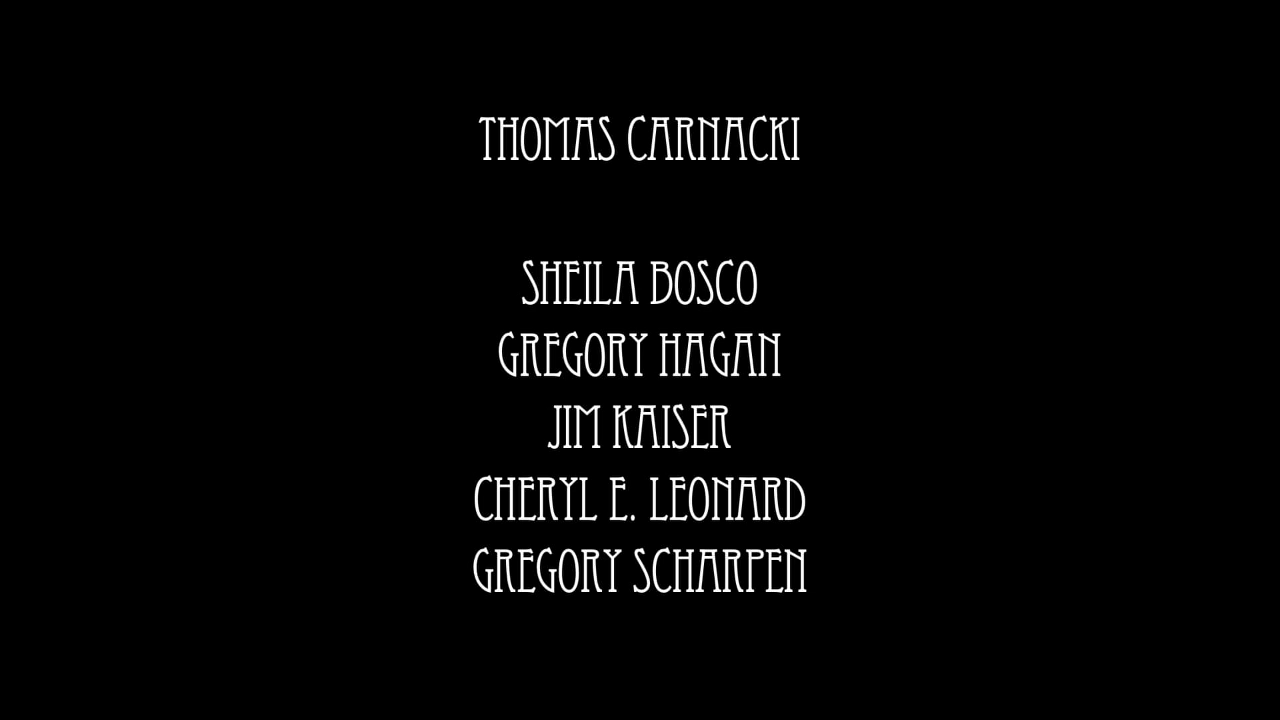 THOMAS CARNACKI
SHEILA BOSCO
GREGORY HAGAN
JIM KAISER
CHERYL E. LEONARD
GREGORY SCHARPEN